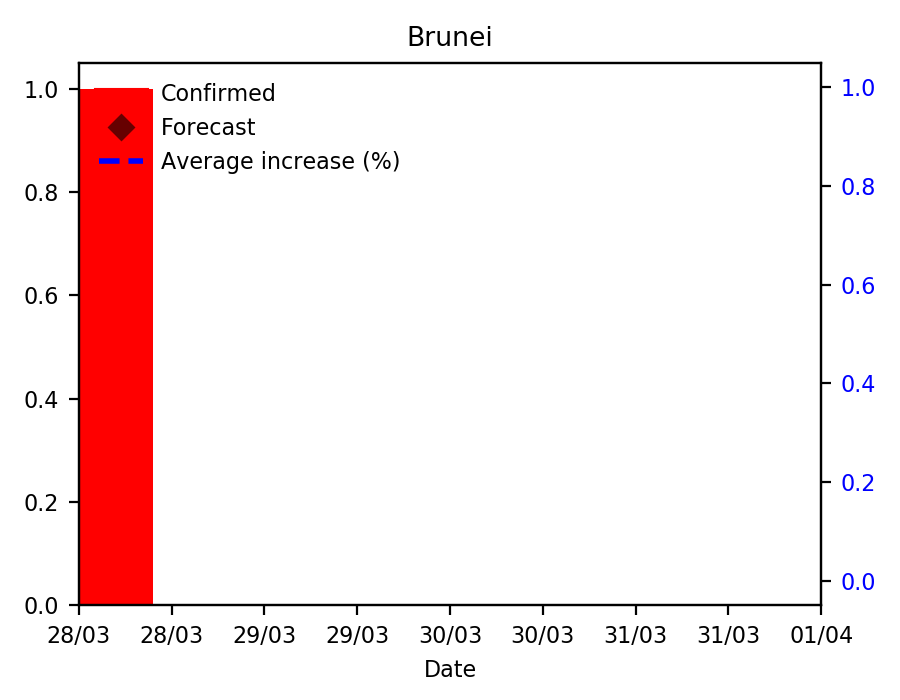 Brunei
1.0 Confirmed 1.0
Forecast
Average increase (%)
0.8 0.8
0.6 0.6
0.4 0.4
0.2 0.2
0.0 0.0
28/03 28/03 29/03 29/03 30/03 30/03 31/03 31/03 01/04
Date